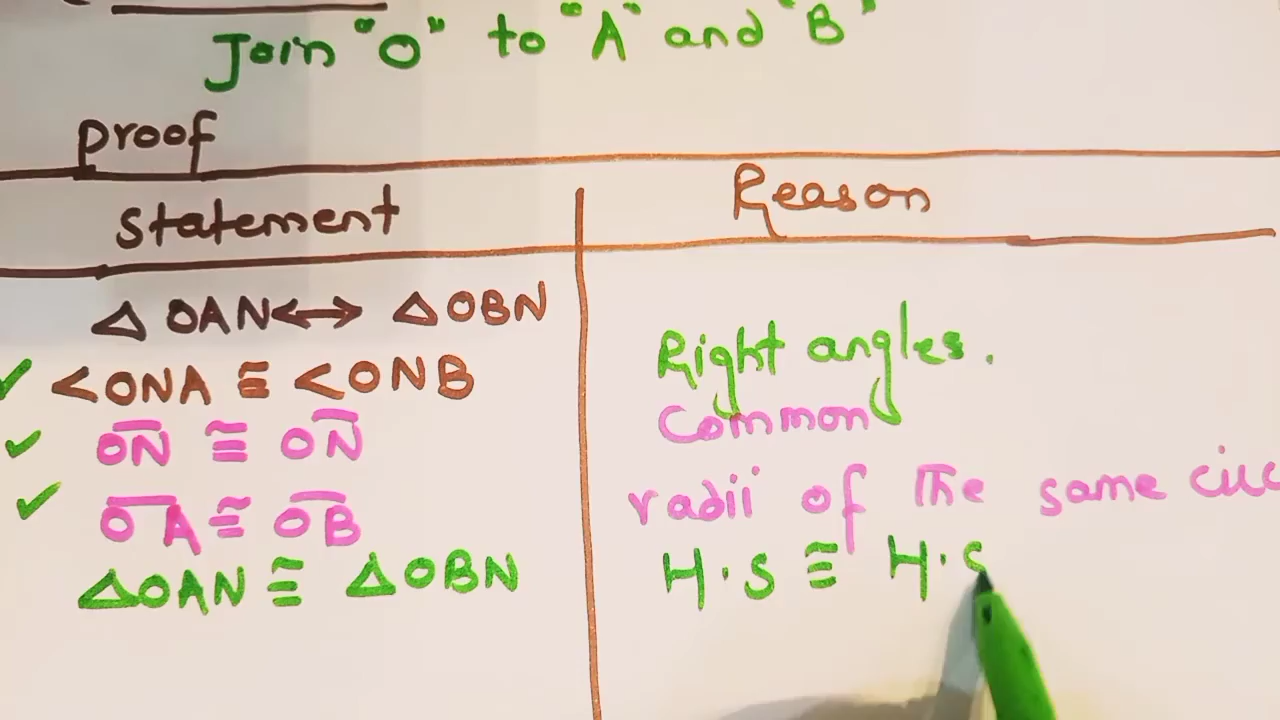 Join "O" to "A" and "B"
Proof
Statement
Reason
△ OAN ↔ △OBN
Right angles.
<ONA ≅ <ONB
Common
ON ≅ ON
radii of the same circ
OA ≅ OB
H.S ≅ H.S
△OAN ≅ △OBN